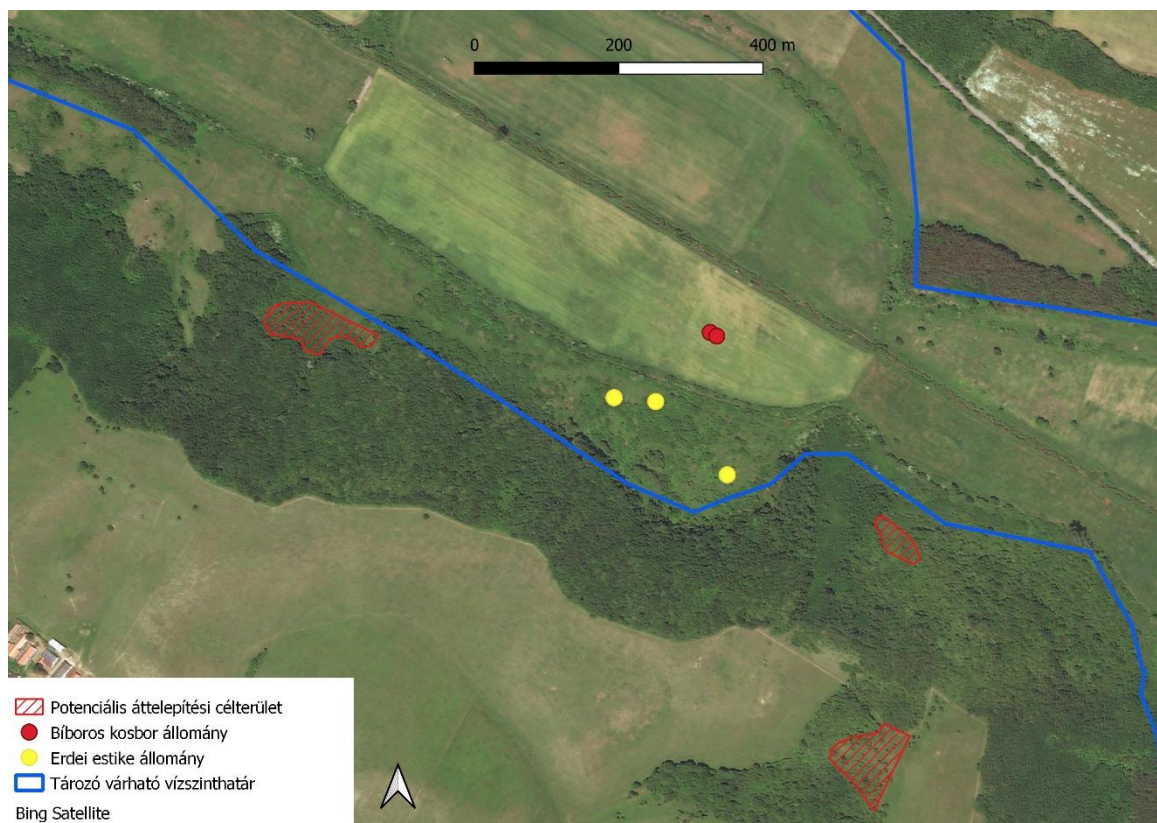 0 200 400 m
Potenciális áttelepítési célterület
Bíboros kosbor állomány
Erdei estike állomány
Tározó várható vízszinthatár
Bing Satellite